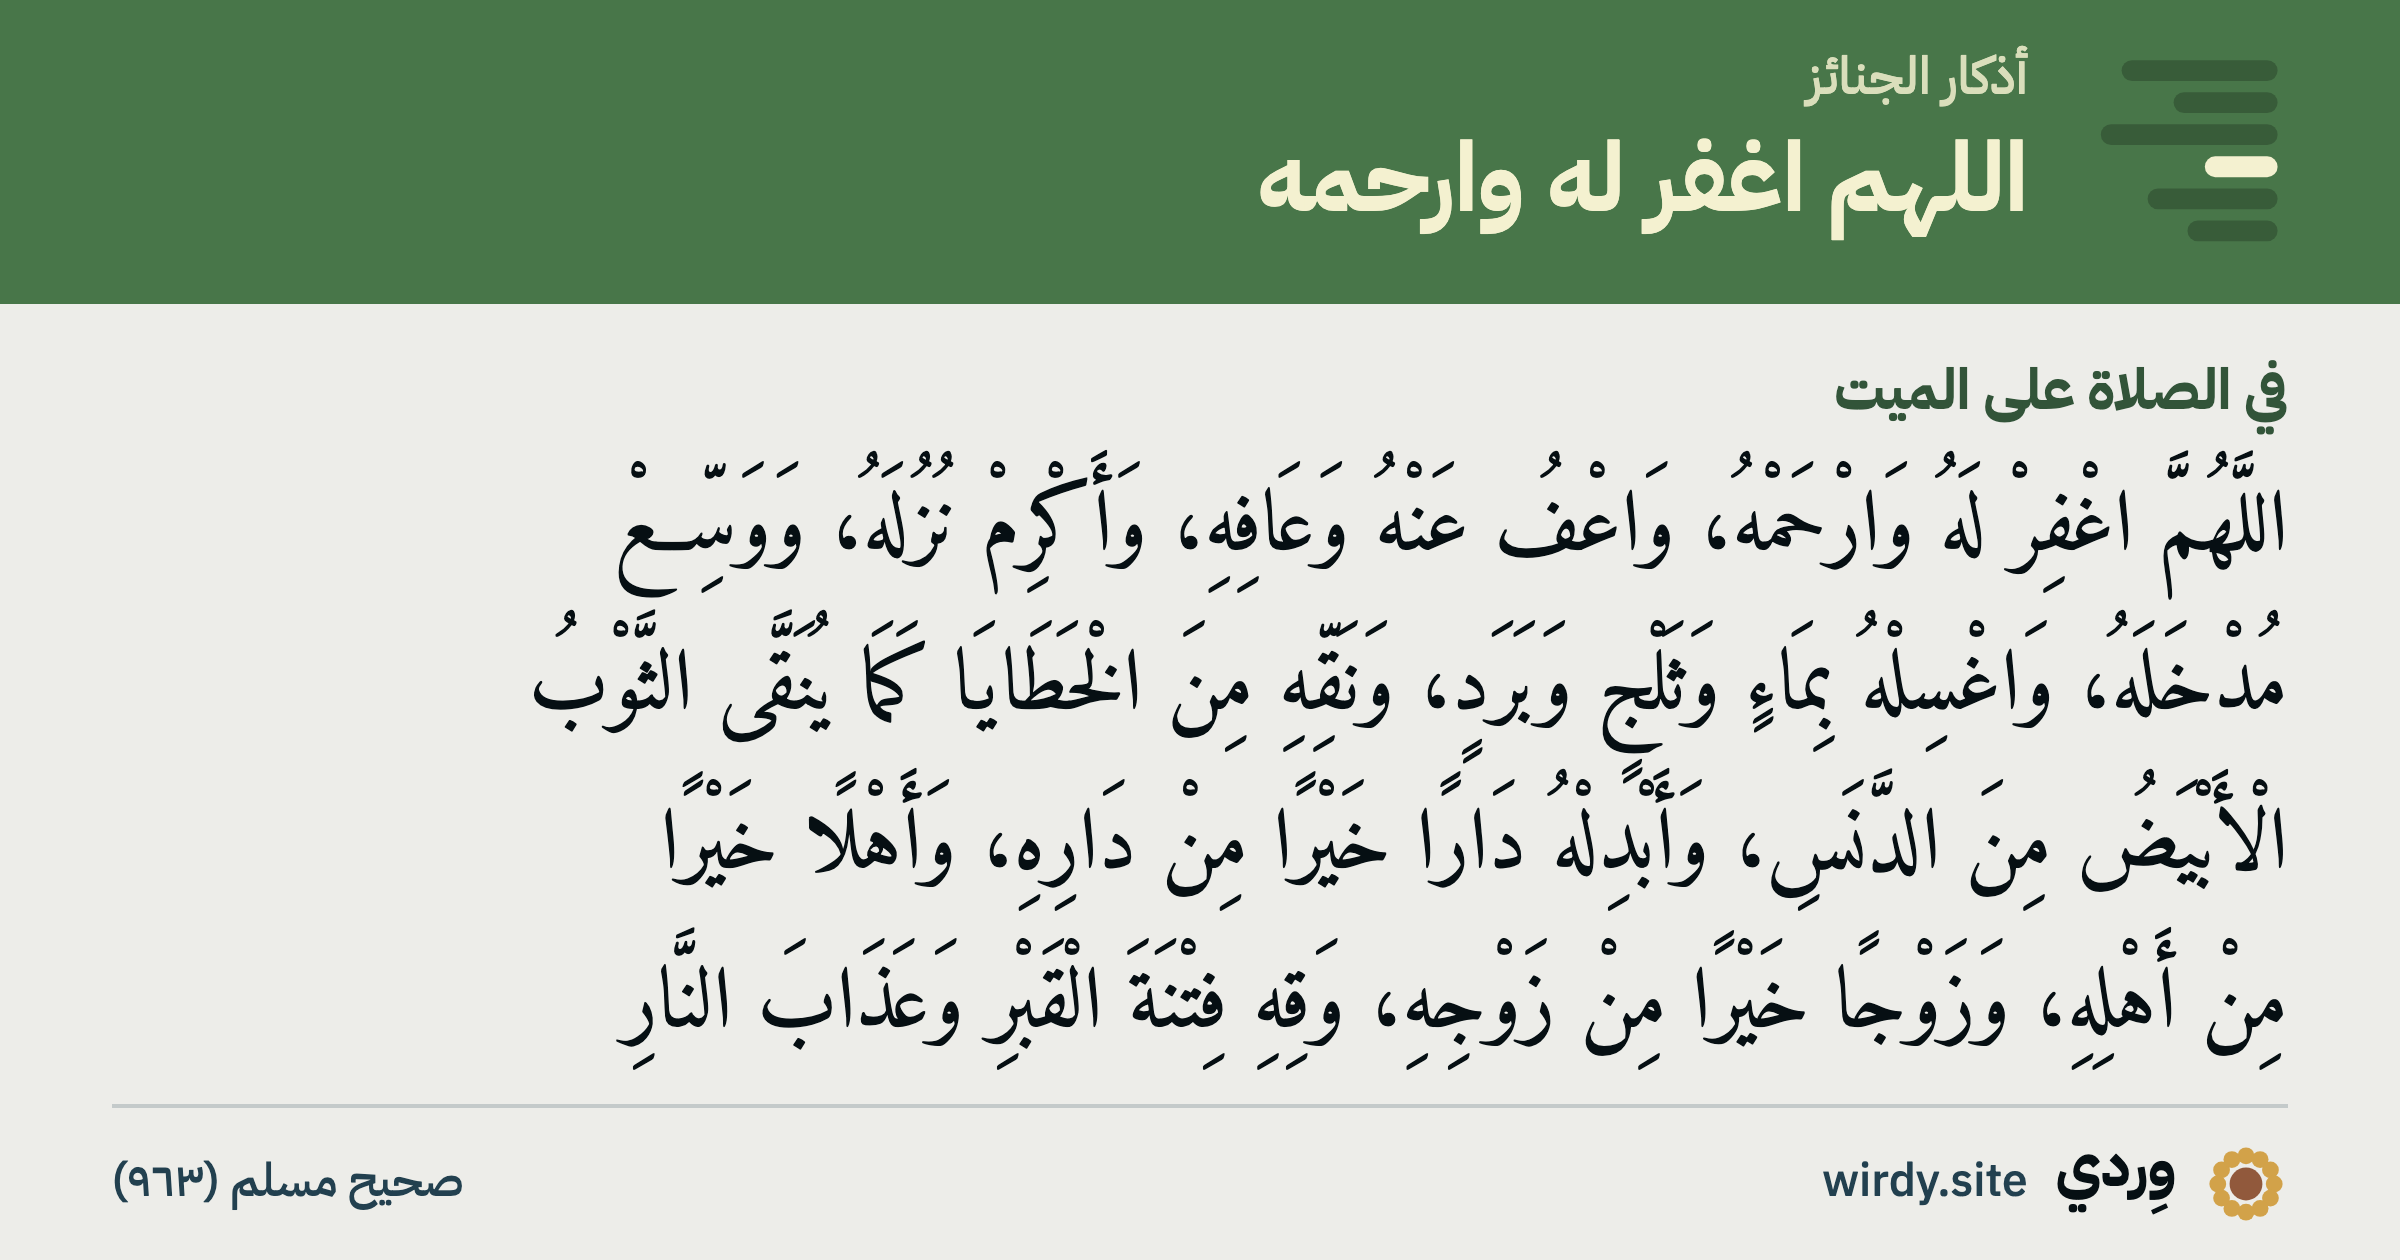 أذكار الجنائز
اللهم اغفر له وارحمه
في الصلاة على الميت
اللَّهُمَّ اغْفِرْ لَهُ وَارْحَمْهُ، وَاعْفُ عَنْهُ وَعَافِهِ، وَأَكْرِمْ نُزُلَهُ، وَوَسِّعْ
مُدْخَلَهُ، وَاغْسِلْهُ بِمَاءٍ وَثَلْجٍ وَبَرَدٍ، وَنَقِّهِ مِنَ الْخَطَايَا كَمَا يُنَقَّى الثَّوْبُ
الْأَبْيَضُ مِنَ الدَّنَسِ، وَأَبْدِلْهُ دَارًا خَيْرًا مِنْ دَارِهِ، وَأَهْلًا خَيْرًا
مِنْ أَهْلِهِ، وَزَوْجًا خَيْرًا مِنْ زَوْجِهِ، وَقِهِ فِتْنَةَ الْقَبْرِ وَعَذَابَ النَّارِ
وِردي wirdy.site
صحيح مسلم (٩٦٣)